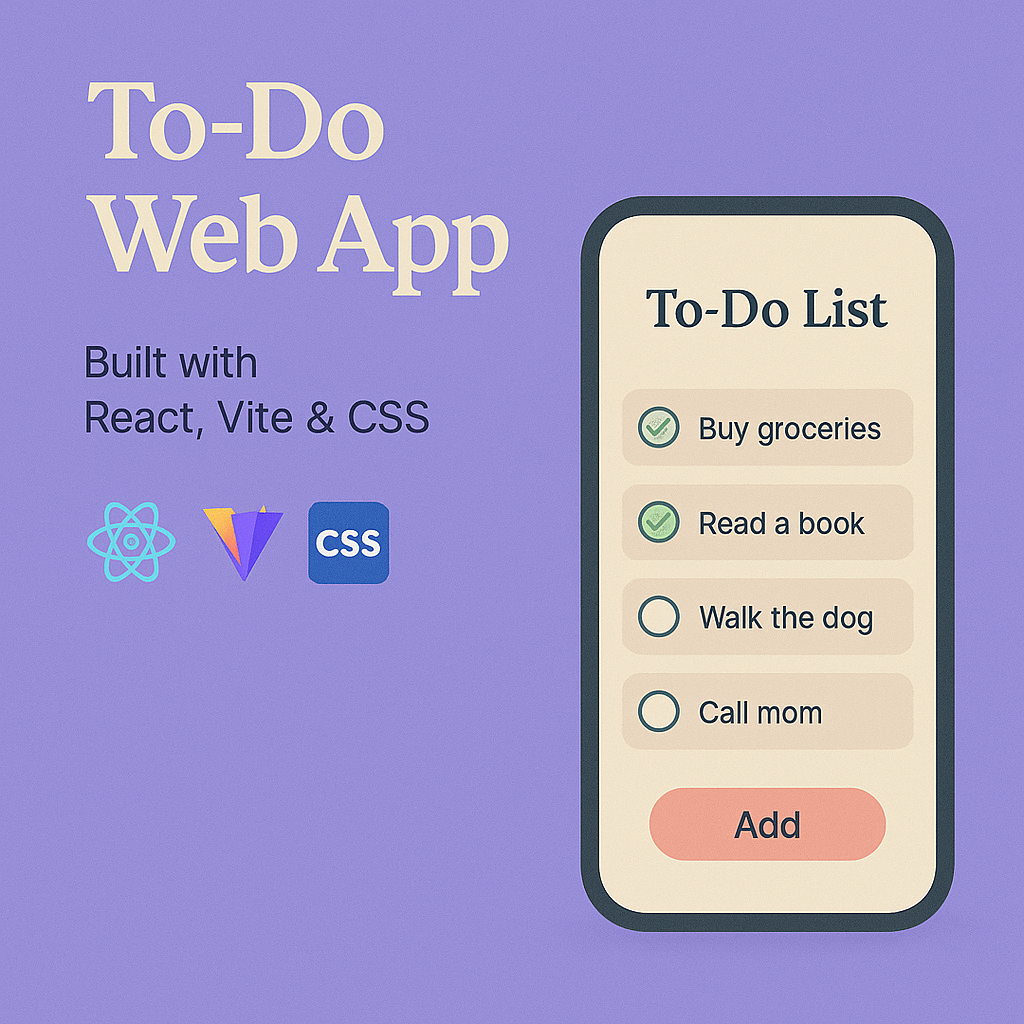 To-Do
Web App
Built with
React, Vite & CSS
CSS
To-Do List
Buy groceries
Read a book
Walk the dog
Call mom
Add